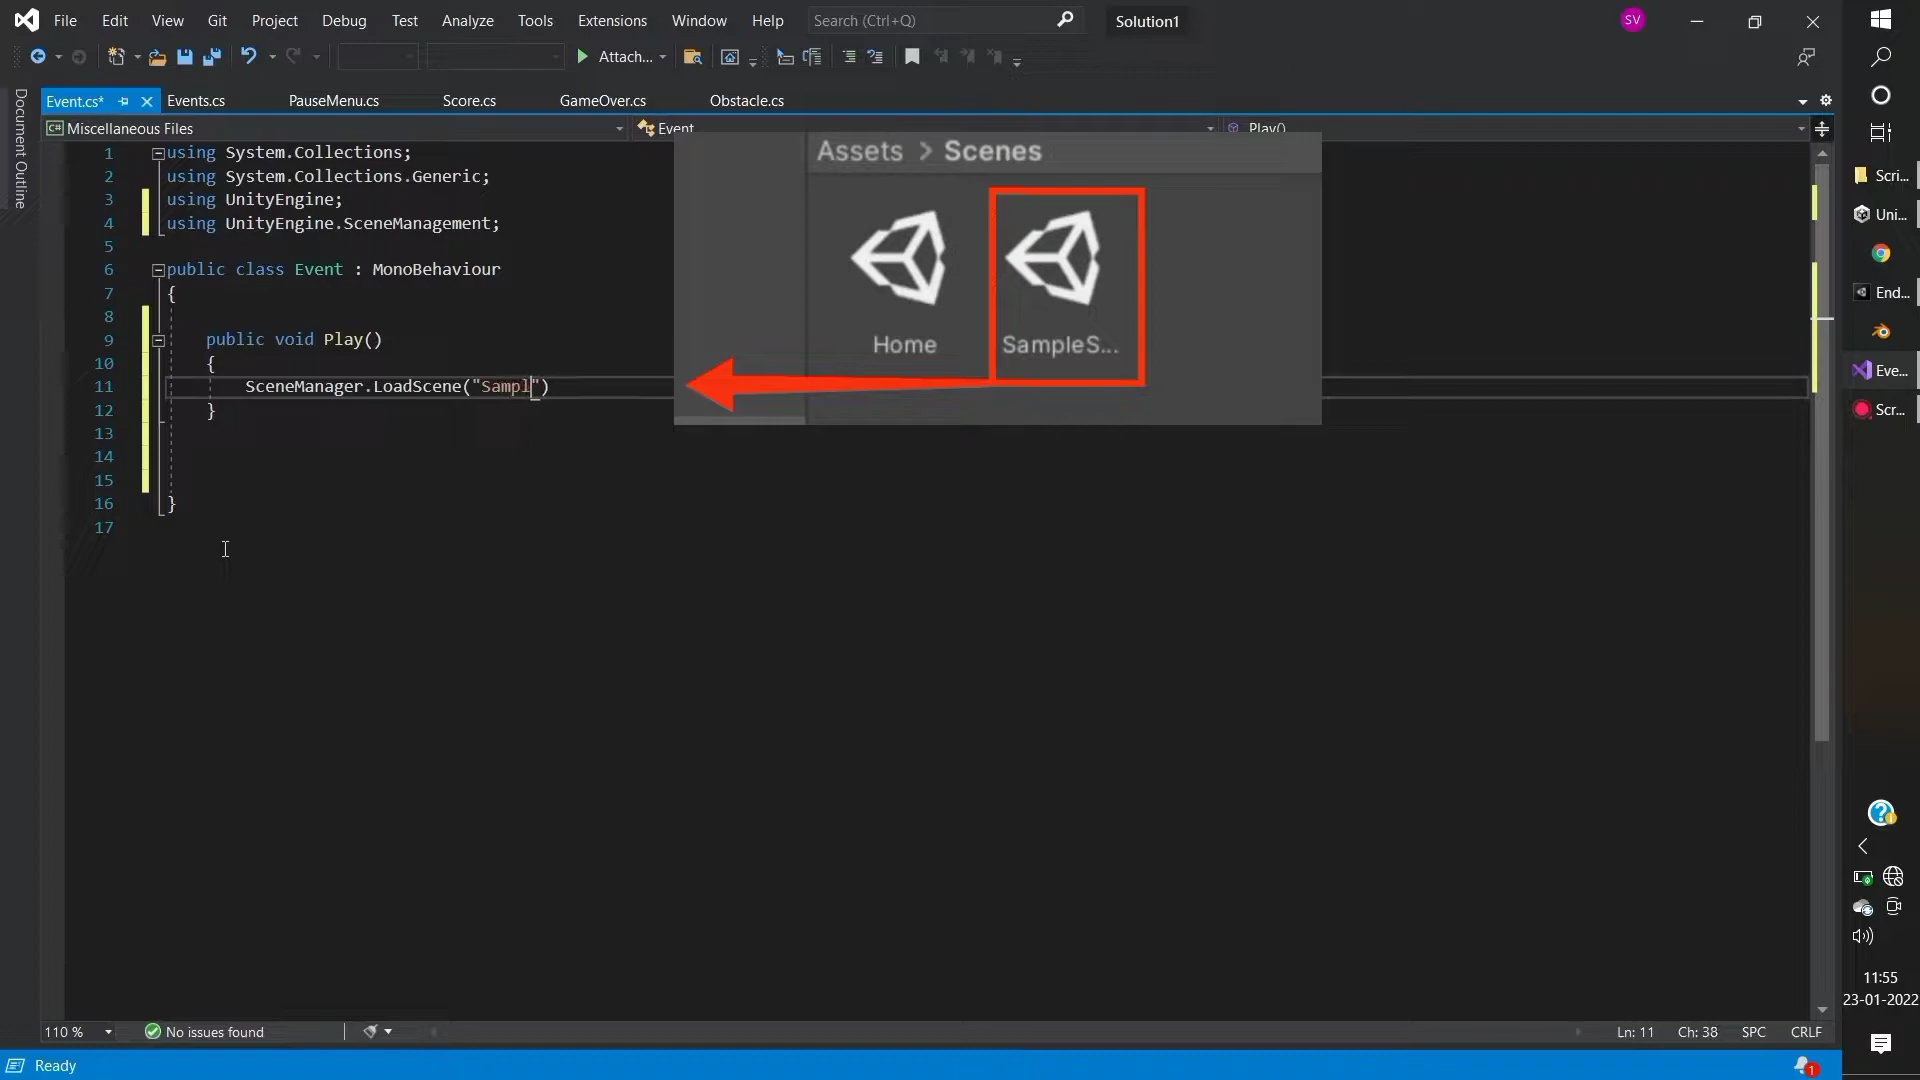 File Edit View Git Project Debug Test Analyze Tools Extensions Window Help Search (Ctrl+Q) Solution1 SV
Attach...
Document Outline
Event.cs* Events.cs PauseMenu.cs Score.cs GameOver.cs Obstacle.cs
C# Miscellaneous Files Event Play()
1 using System.Collections;
2 using System.Collections.Generic;
3 using UnityEngine;
4 using UnityEngine.SceneManagement;
5
6 public class Event : MonoBehaviour
7 {
8
9 public void Play()
10 {
11 SceneManager.LoadScene("Sampl")
12 }
13
14
15
16 }
17
Assets > Scenes
Home SampleS...
Scri...
Uni...
End...
Eve...
Scr...
11:55
23-01-2022
110 % No issues found Ln: 11 Ch: 38 SPC CRLF
Ready 1